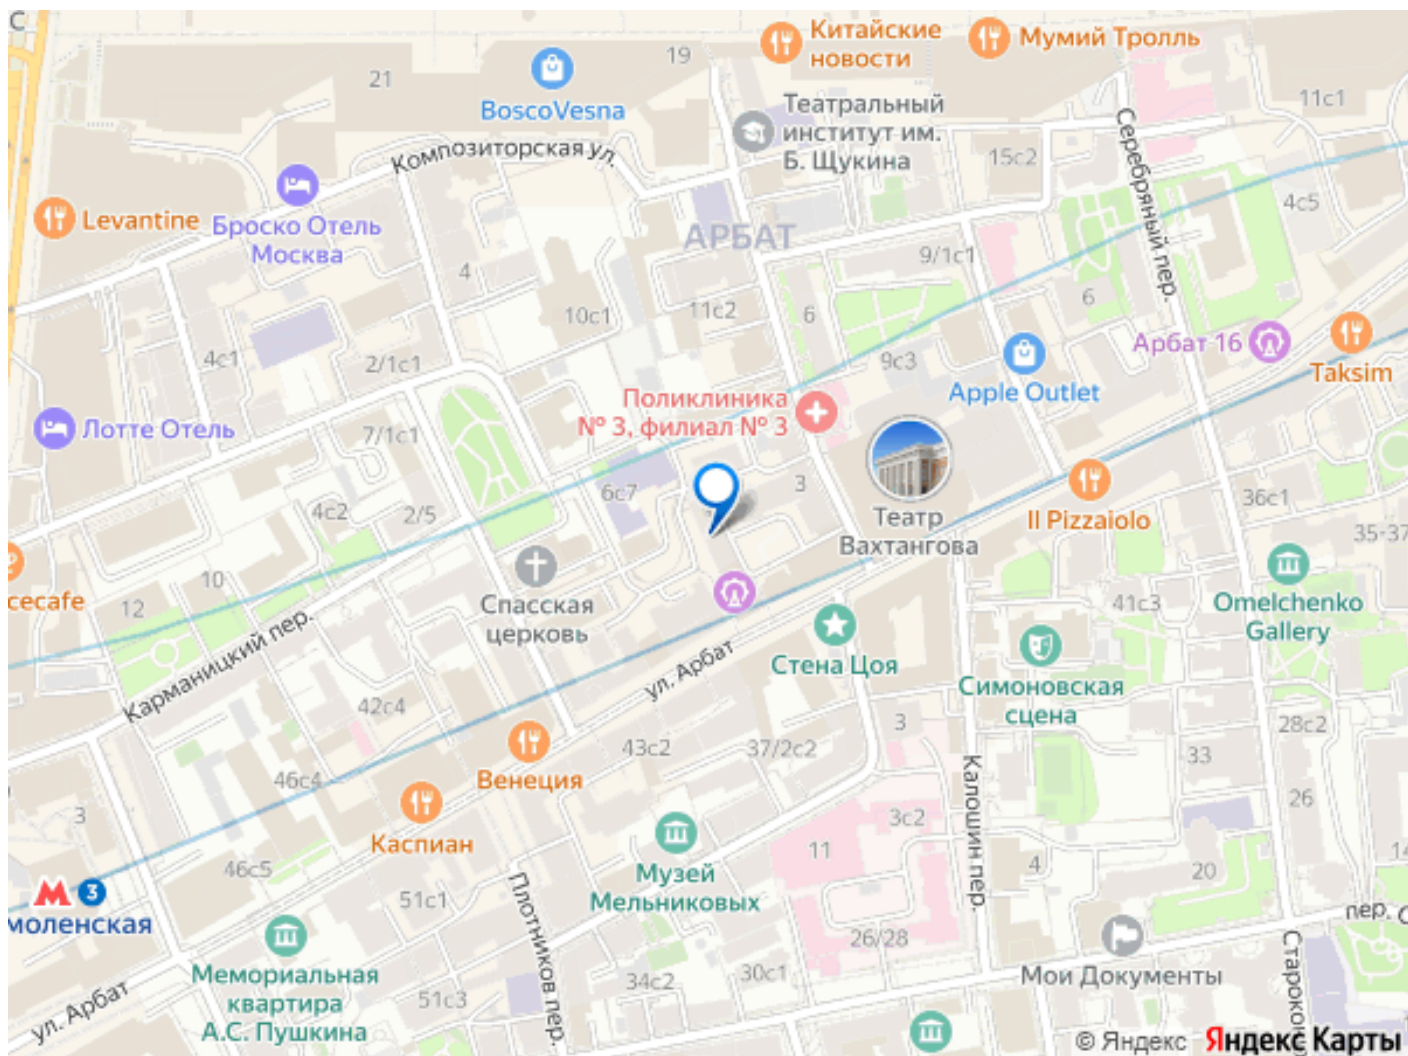 С
21
19
Китайские
новости
Мумий Тролль
BoscoVesna
Театральный
институт им.
Б. Щукина
11с1
15с2
Серебряный пер.
Композиторская ул.
Levantine
Броско Отель
Москва
АРБАТ
4с5
4
9/1с1
6
10с1
11с2
6
Арбат 16
Taksim
4с1
2/1с1
9с3
Apple Outlet
Поликлиника
№ 3, филиал № 3
Лотте Отель
7/1с1
6с7
3
4с2
2/5
Театр
Вахтангова
Il Pizzaiolo
36с1
35-37
10
12
cecafe
Спасская
церковь
41с3
Omelchenko
Gallery
Карманицкий пер.
ул. Арбат
Стена Цоя
Симоновская
сцена
42с4
3
28с2
43с2
37/2с2
33
Венеция
46с4
Калошин пер.
26
3
Каспиан
3с2
11
Музей
Мельниковых
4
20
14
46с5
51с1
Плотников пер.
М 3
моленская
26/28
пер. С
Мемориальная
квартира
А.С. Пушкина
34с2
30с1
Мои Документы
Староко
51с3
ул. Арбат
© Яндекс Яндекс Карты